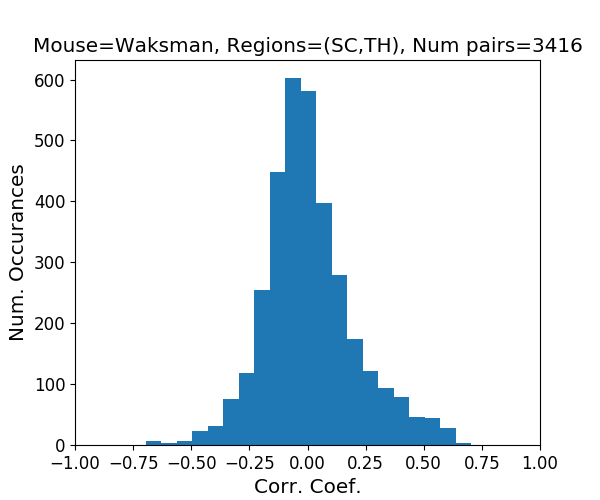 Mouse=Waksman, Regions=(SC,TH), Num pairs=3416
600
500
400
300
200
100
0
Num. Occurances
−1.00 −0.75 −0.50 −0.25 0.00 0.25 0.50 0.75 1.00
Corr. Coef.